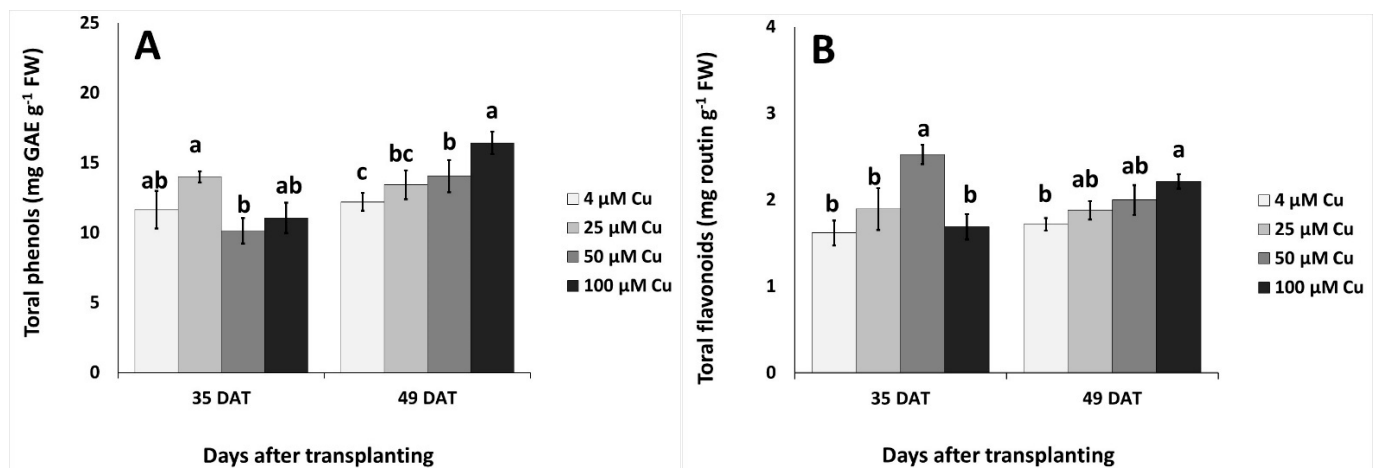 A
Toral phenols (mg GAE g⁻¹ FW)
25
20
15
10
5
0
ab
a
b
ab
c
bc
b
a
35 DAT
49 DAT
Days after transplanting
4 µM Cu
25 µM Cu
50 µM Cu
100 µM Cu
B
Toral flavonoids (mg routin g⁻¹ FW)
4
3
2
1
0
b
b
a
b
b
ab
ab
a
35 DAT
49 DAT
Days after transplanting
4 µM Cu
25 µM Cu
50 µM Cu
100 µM Cu